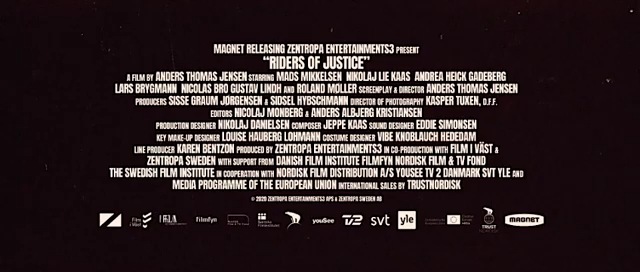 MAGNET RELEASING ZENTROPA ENTERTAINMENTS3 PRESENT
“RIDERS OF JUSTICE”
A FILM BY ANDERS THOMAS JENSEN STARRING MADS MIKKELSEN NIKOLAJ LIE KAAS ANDREA HEICK GADEBERG
LARS BRYGMANN NICOLAS BRO GUSTAV LINDH AND ROLAND MØLLER SCREENPLAY & DIRECTOR ANDERS THOMAS JENSEN
PRODUCERS SISSE GRAUM JØRGENSEN & SIDSEL HYBSCHMANN DIRECTOR OF PHOTOGRAPHY KASPER TUXEN, D.F.F.
EDITORS NICOLAJ MONBERG & ANDERS ALBJERG KRISTIANSEN
PRODUCTION DESIGNER NIKOLAJ DANIELSEN COMPOSER JEPPE KAAS SOUND DESIGNER EDDIE SIMONSEN
KEY MAKE-UP DESIGNER LOUISE HAUBERG LOHMANN COSTUME DESIGNER VIBE KNOBLAUCH HEDEDAM
LINE PRODUCER KAREN BENTZON PRODUCED BY ZENTROPA ENTERTAINMENTS3 IN CO-PRODUCTION WITH FILM I VÄST &
ZENTROPA SWEDEN WITH SUPPORT FROM DANISH FILM INSTITUTE FILMFYN NORDISK FILM & TV FOND
THE SWEDISH FILM INSTITUTE IN COOPERATION WITH NORDISK FILM DISTRIBUTION A/S YOUSEE TV 2 DANMARK SVT YLE AND
MEDIA PROGRAMME OF THE EUROPEAN UNION INTERNATIONAL SALES BY TRUSTNORDISK
© 2020 ZENTROPA ENTERTAINMENTS3 APS & ZENTROPA SWEDEN AB
Film i Väst filmfyn youSee TV2 svt yle TRUST MAGNET